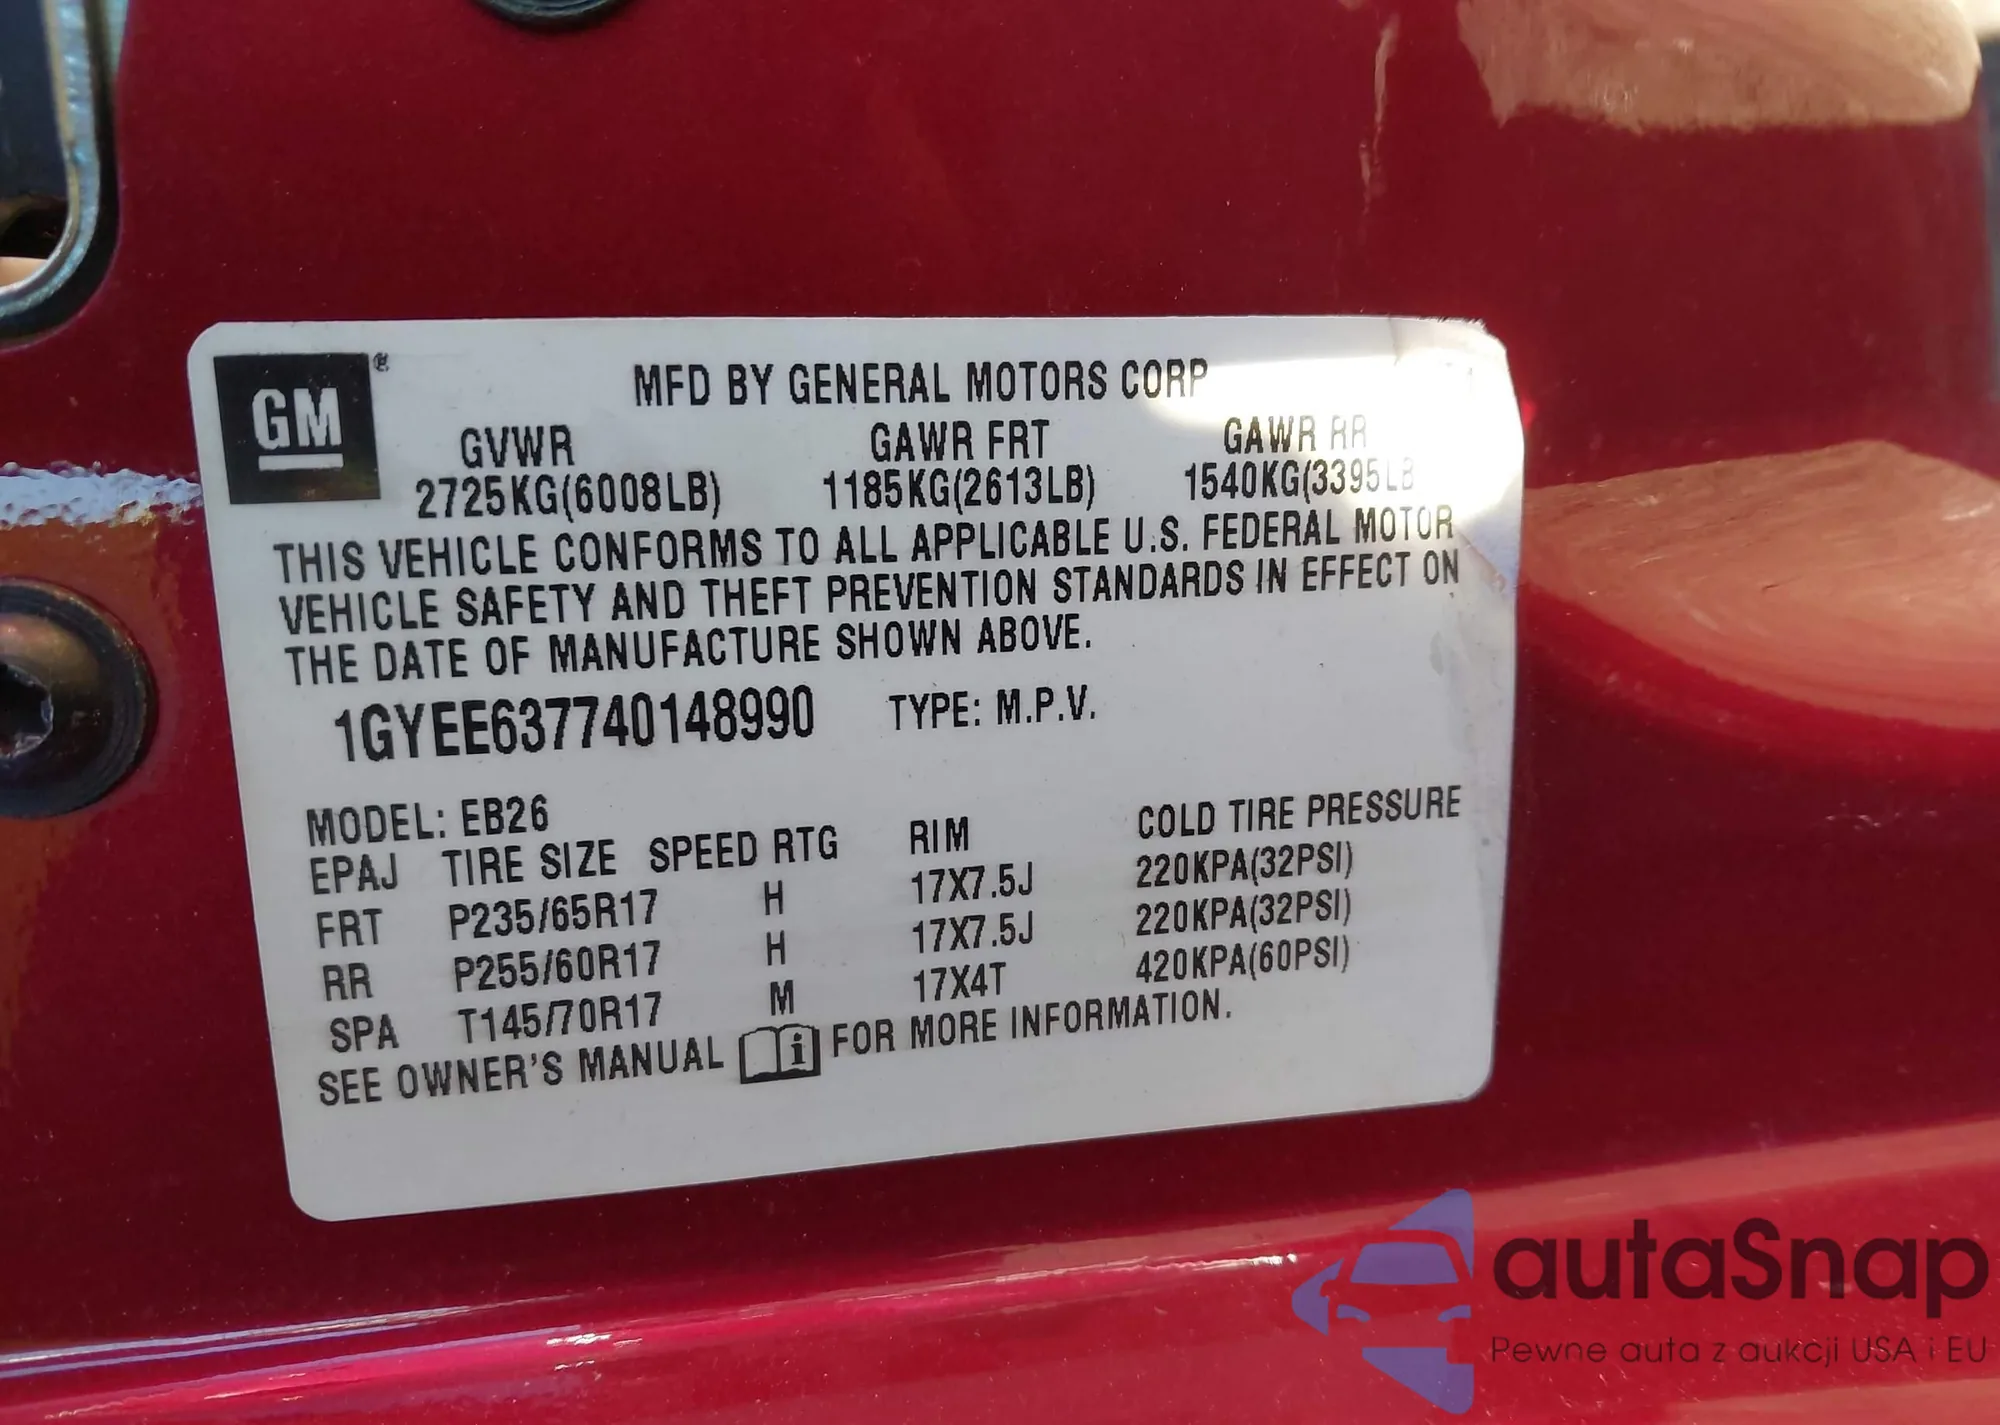 GM®
MFD BY GENERAL MOTORS CORP
GVWR GAWR FRT GAWR RR
2725KG(6008LB) 1185KG(2613LB) 1540KG(3395LB
THIS VEHICLE CONFORMS TO ALL APPLICABLE U.S. FEDERAL MOTOR
VEHICLE SAFETY AND THEFT PREVENTION STANDARDS IN EFFECT ON
THE DATE OF MANUFACTURE SHOWN ABOVE.
1GYEE637740148990 TYPE: M.P.V.
MODEL: EB26
EPAJ TIRE SIZE SPEED RTG RIM COLD TIRE PRESSURE
FRT P235/65R17 H 17X7.5J 220KPA(32PSI)
RR P255/60R17 H 17X7.5J 220KPA(32PSI)
SPA T145/70R17 M 17X4T 420KPA(60PSI)
SEE OWNER'S MANUAL i FOR MORE INFORMATION.
autaSnap
Pewne auta z aukcji USA i EU